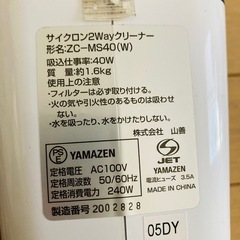 サイクロン2Wayクリーナー
形名:ZC-MS40(W)
吸込仕事率:40W
質 量:約1.6kg
使用上の注意
・フィルターは必ず取り付け、
火の気や引火性のあるものは吸わせない。
・水を吸ったり、水をかけたりしない。
株式会社 山善
PS
E
YAMAZEN
定格電圧 AC100V
定格周波数 50/60Hz
定格消費電力 240W
S
JET
YAMAZEN
電流ヒューズ 3.5A
MADE IN CHINA
製造番号 2002828
05DY